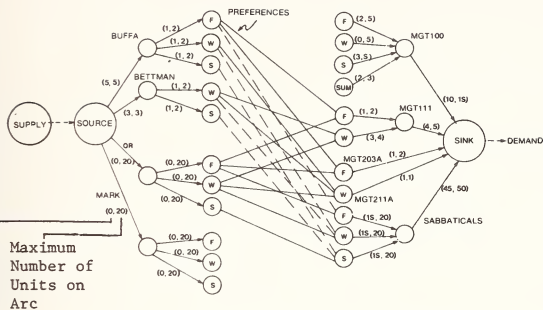 PREFERENCES
BUFFA
F
(1, 2)
(1, 2)
W
(1, 2)
S
(5, 5)
BETTMAN
(1, 2)
W
(1, 2)
S
(3, 3)
SUPPLY
SOURCE
OR
(0, 20)
(0, 20)
F
(0, 20)
W
(0, 20)
S
MARK
(0, 20)
(0, 20)
F
(0, 20)
W
(0, 20)
S
F
(2, 5)
W
(0, 5)
S
(3, 5)
SUM
(2, 3)
MGT100
(10, 15)
F
(1, 2)
MGT111
W
(3, 4)
(4, 5)
SINK
DEMAND
MGT203A
F
(1, 2)
W
(1,1)
MGT211A
F
(15, 20)
W
(15, 20)
S
(15, 20)
SABBATICALS
(45, 50)
Maximum
Number of
Units on
Arc